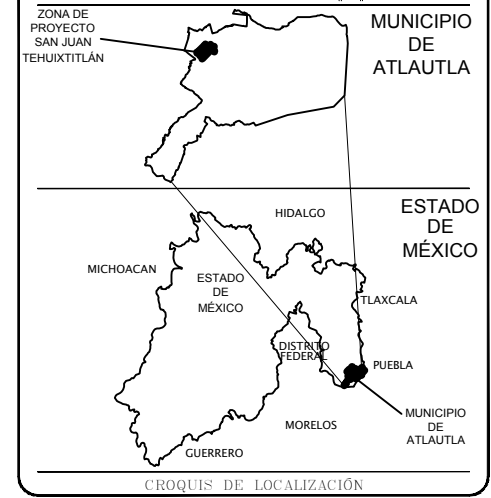 ZONA DE
PROYECTO
SAN JUAN
TEHUIXTITLÁN
MUNICIPIO
DE
ATLAUTLA
ESTADO
DE
MÉXICO
HIDALGO
MICHOACAN
ESTADO
DE
MÉXICO
TLAXCALA
DISTRITO
FEDERAL
PUEBLA
MUNICIPIO
DE
ATLAUTLA
MORELOS
GUERRERO
CROQUIS DE LOCALIZACIÓN